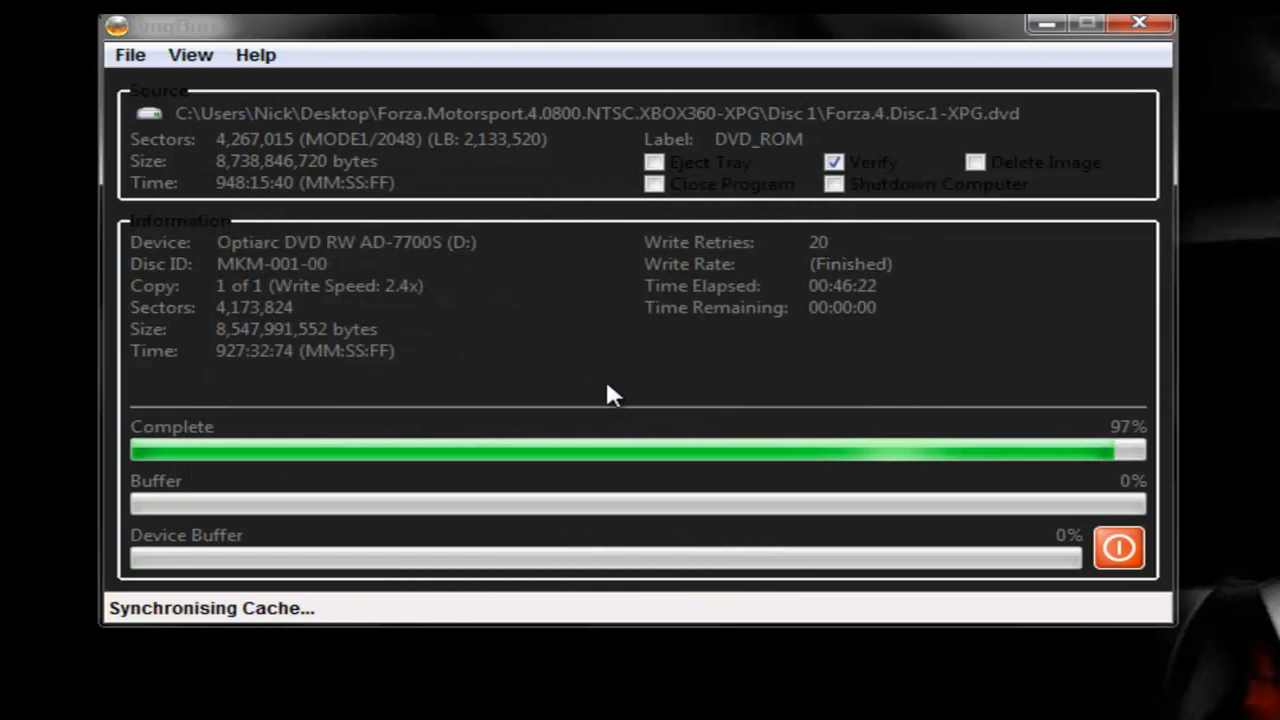 ImgBurn
File View Help
Source
C:\Users\Nick\Desktop\Forza.Motorsport.4.0800.NTSC.XBOX360-XPG\Disc 1\Forza.4.Disc.1-XPG.dvd
Sectors: 4,267,015 (MODE1/2048) (LB: 2,133,520) Label: DVD_ROM
Size: 8,738,846,720 bytes Eject Tray Verify Delete Image
Time: 948:15:40 (MM:SS:FF) Close Program Shutdown Computer
Information
Device: Optiarc DVD RW AD-7700S (D:) Write Retries: 20
Disc ID: MKM-001-00 Write Rate: (Finished)
Copy: 1 of 1 (Write Speed: 2.4x) Time Elapsed: 00:46:22
Sectors: 4,173,824 Time Remaining: 00:00:00
Size: 8,547,991,552 bytes
Time: 927:32:74 (MM:SS:FF)
Complete 97%
Buffer 0%
Device Buffer 0%
Synchronising Cache...